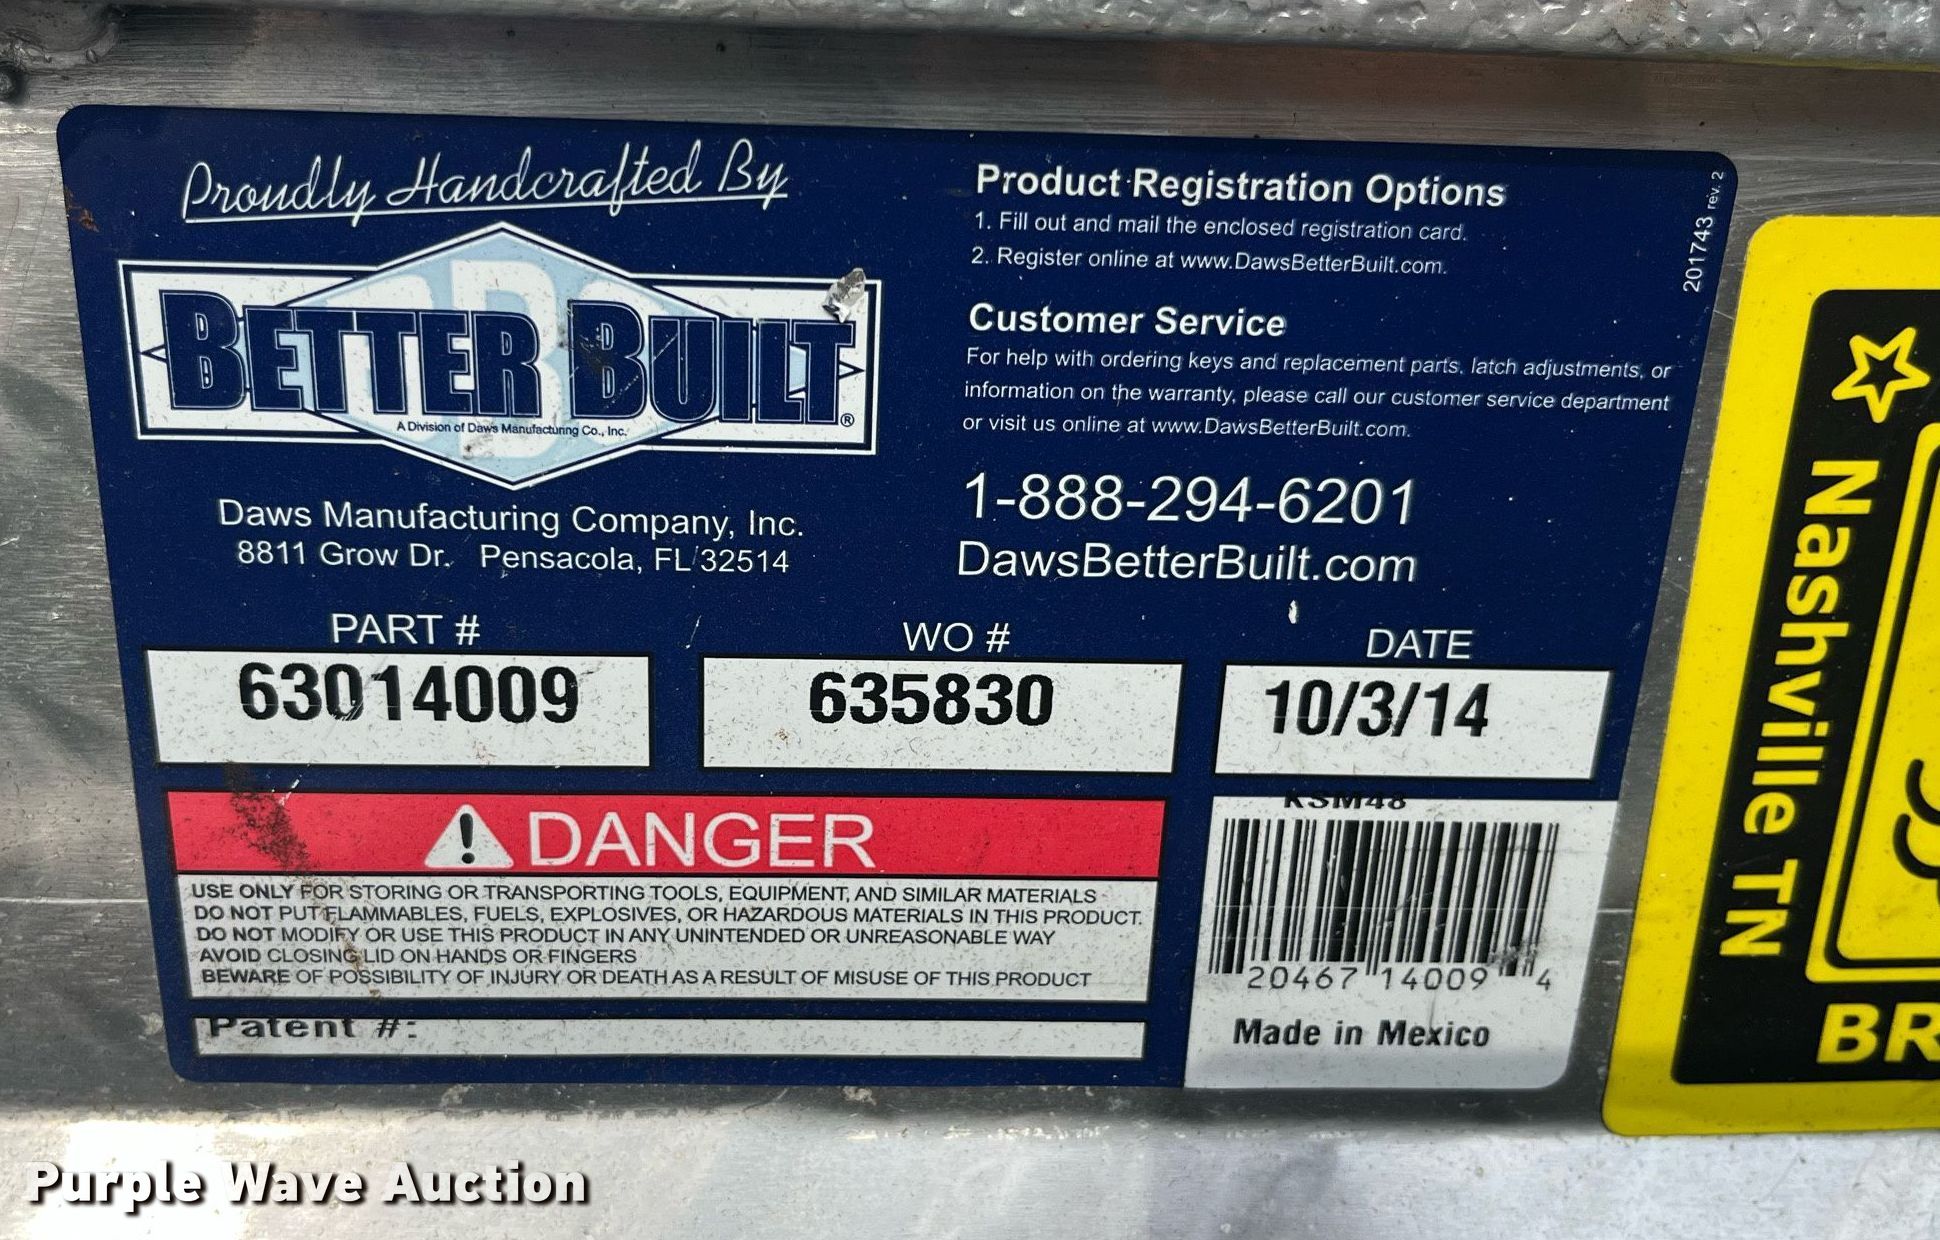 Proudly Handcrafted By
BETTER BUILT®
A Division of Daws Manufacturing Co., Inc.
Daws Manufacturing Company, Inc.
8811 Grow Dr. Pensacola, FL 32514
Product Registration Options
1. Fill out and mail the enclosed registration card.
2. Register online at www.DawsBetterBuilt.com.
Customer Service
For help with ordering keys and replacement parts, latch adjustments, or
information on the warranty, please call our customer service department
or visit us online at www.DawsBetterBuilt.com.
1-888-294-6201
DawsBetterBuilt.com
201743 rev. 2
PART #
63014009
WO #
635830
DATE
10/3/14
DANGER
USE ONLY FOR STORING OR TRANSPORTING TOOLS, EQUIPMENT, AND SIMILAR MATERIALS
DO NOT PUT FLAMMABLES, FUELS, EXPLOSIVES, OR HAZARDOUS MATERIALS IN THIS PRODUCT.
DO NOT MODIFY OR USE THIS PRODUCT IN ANY UNINTENDED OR UNREASONABLE WAY
AVOID CLOSING LID ON HANDS OR FINGERS
BEWARE OF POSSIBILITY OF INJURY OR DEATH AS A RESULT OF MISUSE OF THIS PRODUCT
Patent #:
KSM48
20467 14009 4
Made in Mexico
Nashville TN
BR
Purple Wave Auction